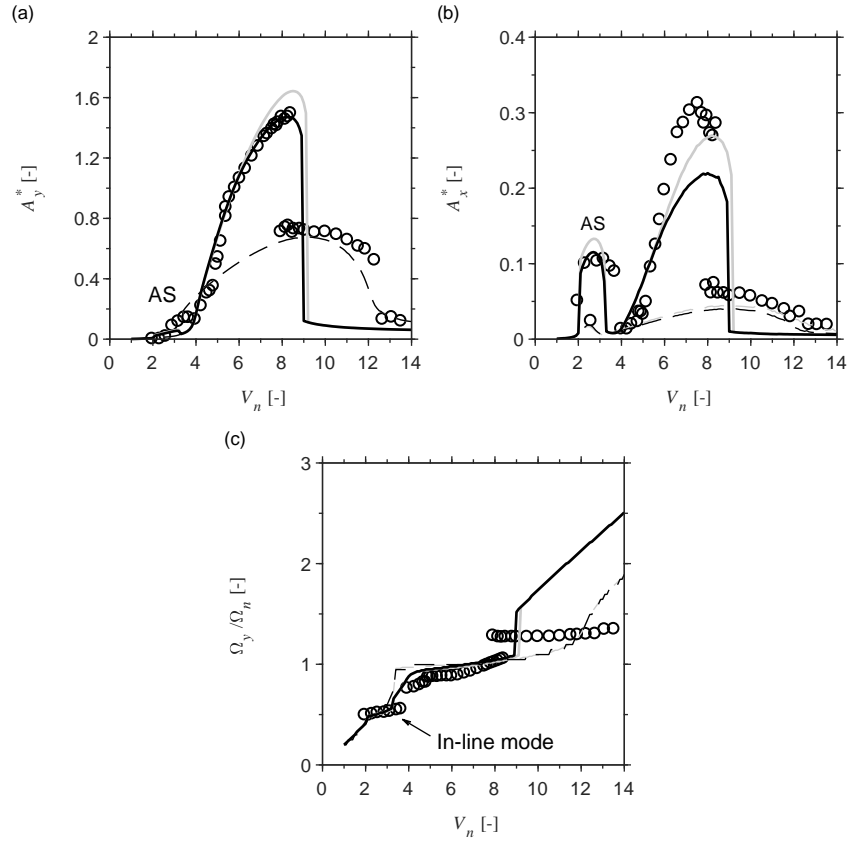 (a)
2
1.6
1.2
0.8
0.4
0
A*y [-]
AS
0 2 4 6 8 10 12 14
Vn [-]
(b)
0.4
0.3
0.2
0.1
0
A*x [-]
AS
0 2 4 6 8 10 12 14
Vn [-]
(c)
3
2
1
0
Ωy/Ωn [-]
In-line mode
0 2 4 6 8 10 12 14
Vn [-]